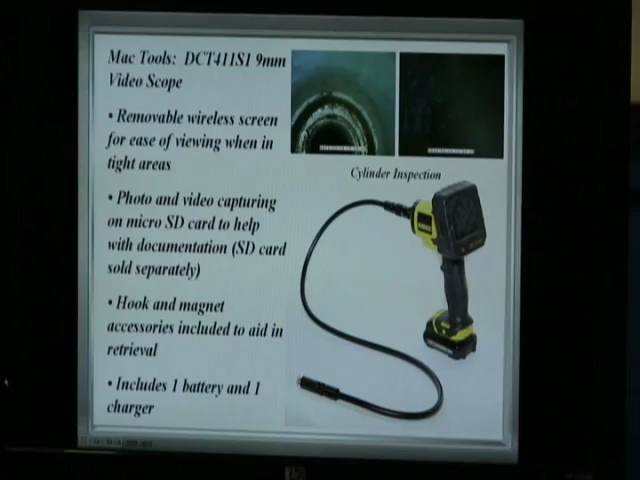 Mac Tools: DCT411S1 9mm
Video Scope
• Removable wireless screen
for ease of viewing when in
tight areas
• Photo and video capturing
on micro SD card to help
with documentation (SD card
sold separately)
• Hook and magnet
accessories included to aid in
retrieval
• Includes 1 battery and 1
charger
Cylinder Inspection